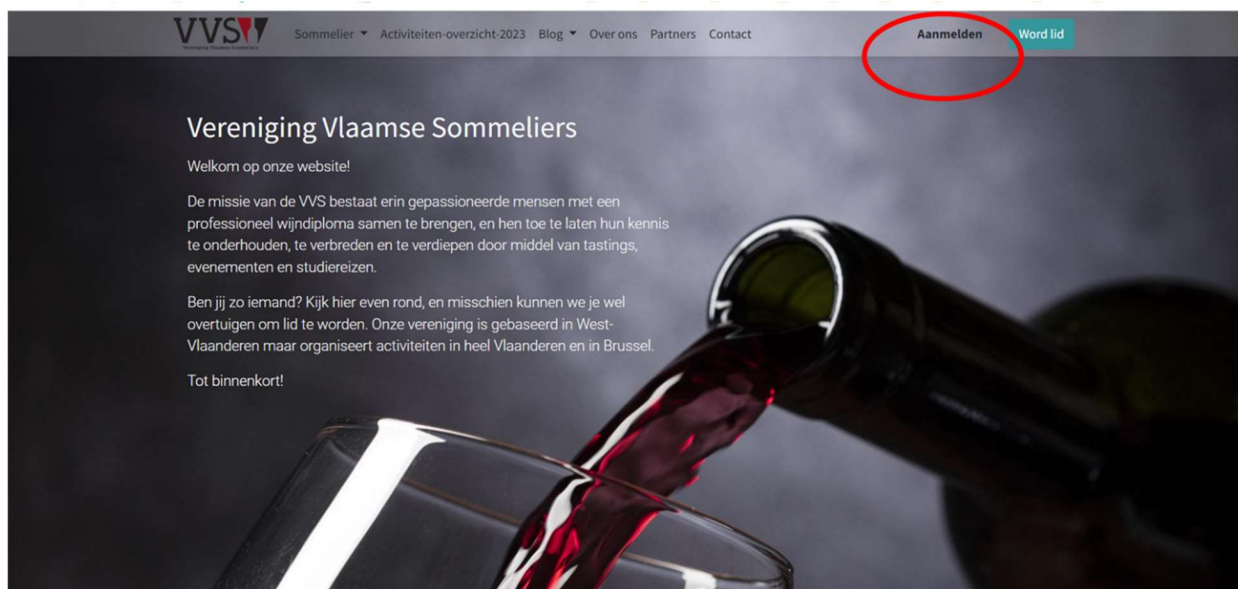 VVS
Vereniging Vlaamse Sommeliers
Sommelier Activiteiten-overzicht-2023 Blog Over ons Partners Contact Aanmelden Word lid
Vereniging Vlaamse Sommeliers
Welkom op onze website!
De missie van de VVS bestaat erin gepassioneerde mensen met een
professioneel wijndiploma samen te brengen, en hen toe te laten hun kennis
te onderhouden, te verbreden en te verdiepen door middel van tastings,
evenementen en studiereizen.
Ben jij zo iemand? Kijk hier even rond, en misschien kunnen we je wel
overtuigen om lid te worden. Onze vereniging is gebaseerd in West-
Vlaanderen maar organiseert activiteiten in heel Vlaanderen en in Brussel.
Tot binnenkort!